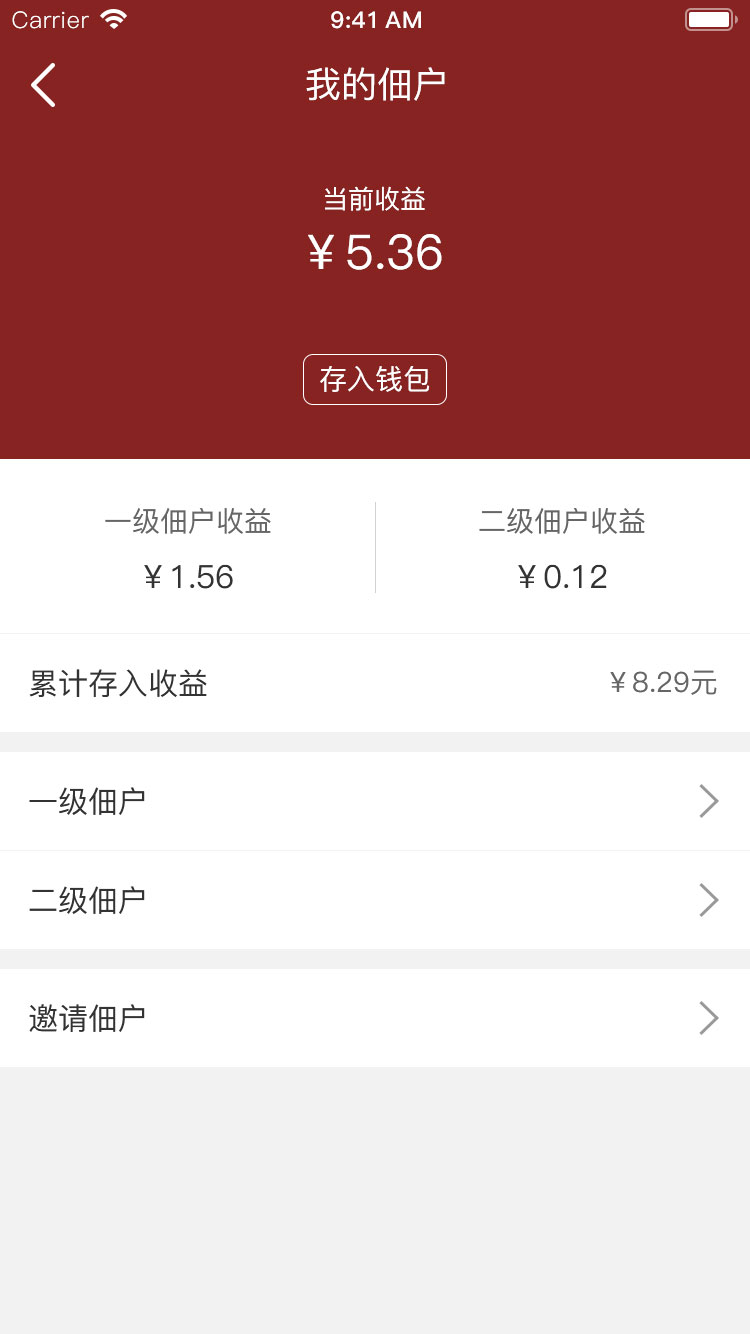 Carrier 9:41 AM
我的佃户
当前收益
¥ 5.36
存入钱包
一级佃户收益 二级佃户收益
¥ 1.56 ¥ 0.12
累计存入收益 ¥ 8.29元
一级佃户
二级佃户
邀请佃户